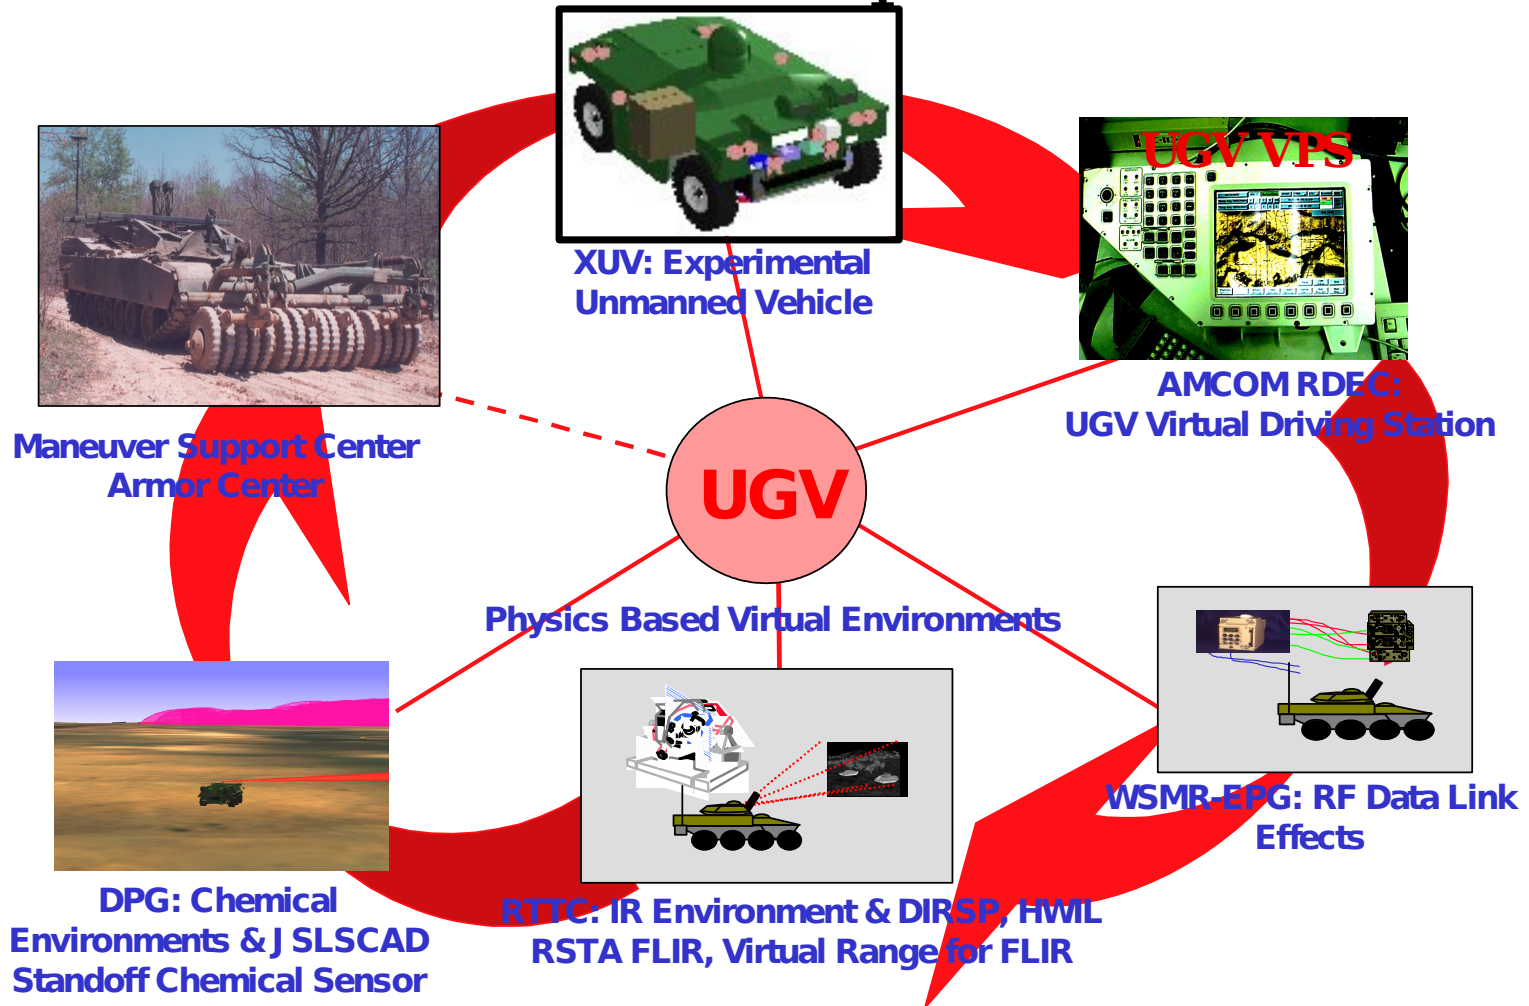 UGV VPS
XUV: Experimental
Unmanned Vehicle
AMCOM RDEC:
UGV Virtual Driving Station
Maneuver Support Center
Armor Center
UGV
Physics Based Virtual Environments
WSMR-EPG: RF Data Link
Effects
DPG: Chemical
Environments & JSLSCAD
Standoff Chemical Sensor
RTTC: IR Environment & DIRSP, HWIL
RSTA FLIR, Virtual Range for FLIR